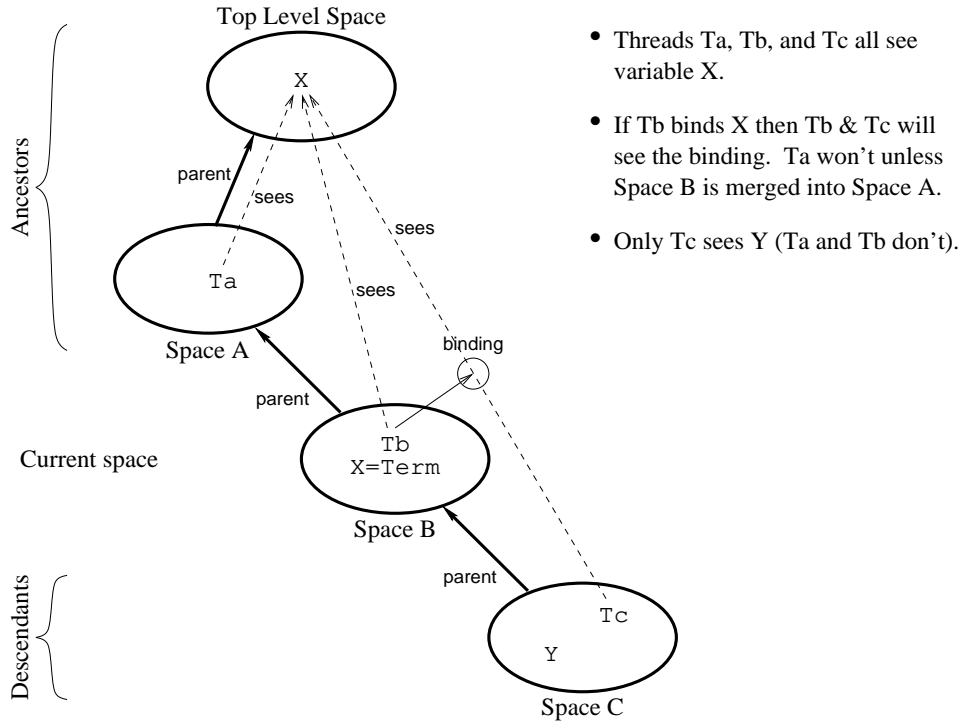 Top Level Space
X
Ancestors
parent
sees
sees
sees
Ta
Space A
binding
parent
Current space
Tb
X=Term
Space B
parent
Descendants
Tc
Y
Space C
• Threads Ta, Tb, and Tc all see
variable X.
• If Tb binds X then Tb & Tc will
see the binding. Ta won't unless
Space B is merged into Space A.
• Only Tc sees Y (Ta and Tb don't).